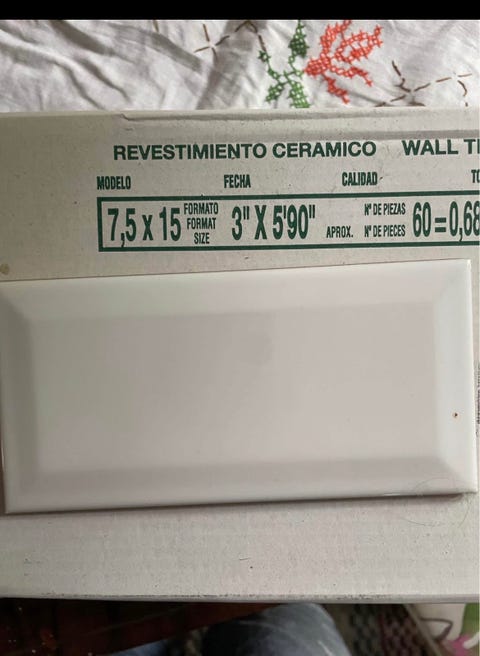 REVESTIMIENTO CERAMICO WALL
MODELO FECHA CALIDAD
7,5 x 15 FORMATO FORMAT SIZE 3" X 5'90" APROX. Nº DE PIEZAS Nº DE PIECES 60=0,68